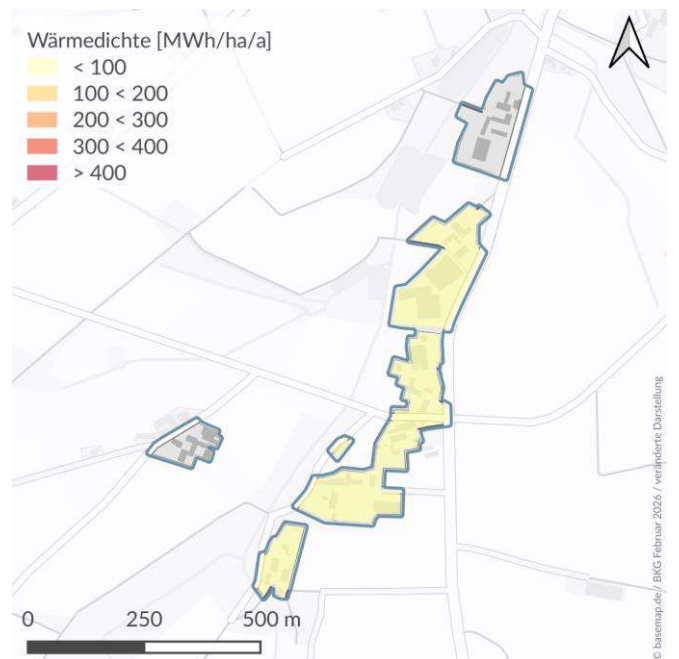 Wärmedichte [MWh/ha/a]
< 100
100 < 200
200 < 300
300 < 400
> 400
0 250 500 m
© basemap.de / BKG Februar 2026 / veränderte Darstellung